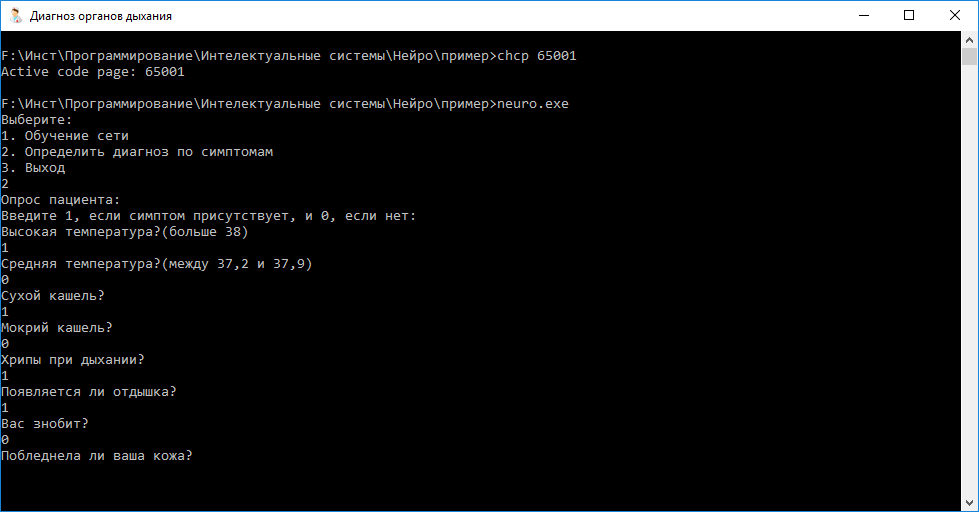 Диагноз органов дыхания
F:\Инст\Программирование\Интелектуальные системы\Нейро\пример>chcp 65001
Active code page: 65001
F:\Инст\Программирование\Интелектуальные системы\Нейро\пример>neuro.exe
Выберите:
1. Обучение сети
2. Определить диагноз по симптомам
3. Выход
2
Опрос пациента:
Введите 1, если симптом присутствует, и 0, если нет:
Высокая температура?(больше 38)
1
Средняя температура?(между 37,2 и 37,9)
0
Сухой кашель?
1
Мокрий кашель?
0
Хрипы при дыхании?
1
Появляется ли отдышка?
1
Вас знобит?
0
Побледнела ли ваша кожа?